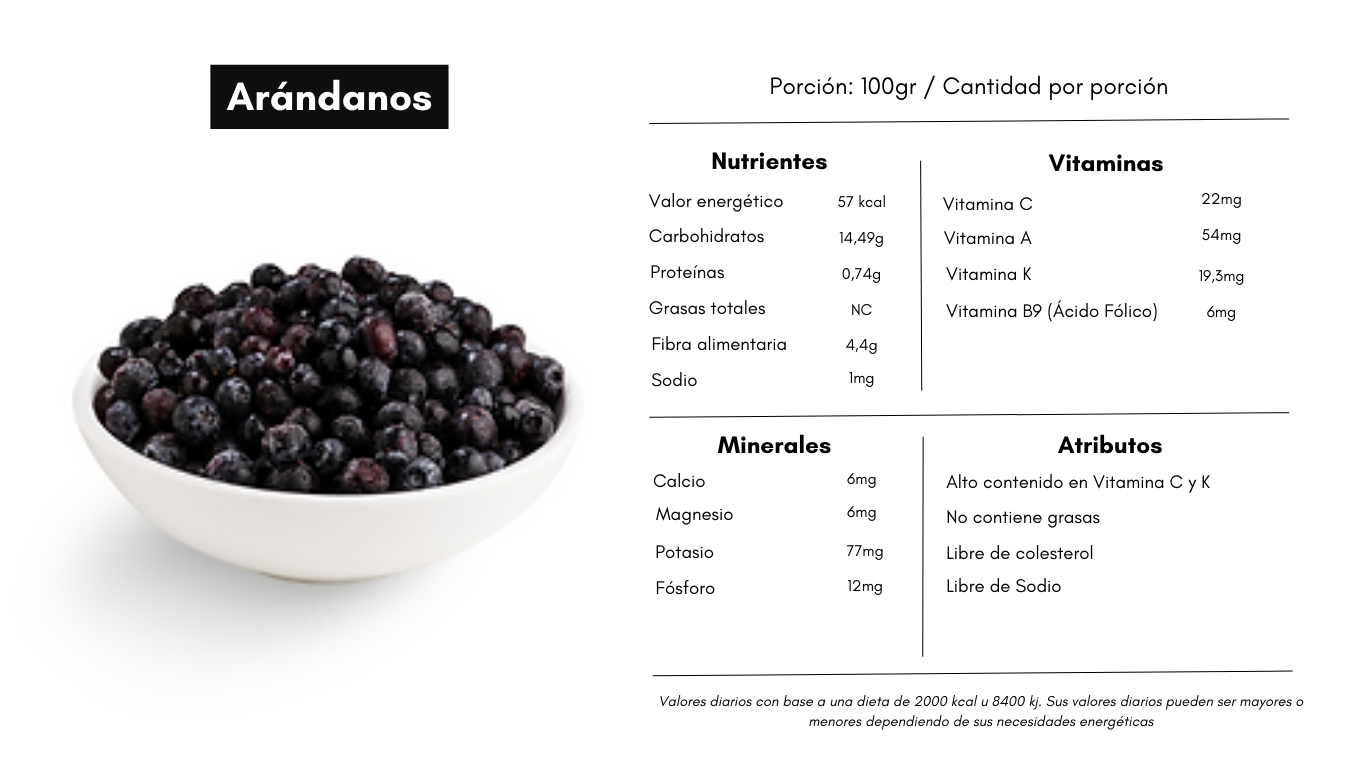 Arándanos
Porción: 100gr / Cantidad por porción
Nutrientes
Valor energético 57 kcal
Carbohidratos 14,49g
Proteínas 0,74g
Grasas totales NC
Fibra alimentaria 4,4g
Sodio 1mg
Vitaminas
Vitamina C 22mg
Vitamina A 54mg
Vitamina K 19,3mg
Vitamina B9 (Ácido Fólico) 6mg
Minerales
Calcio 6mg
Magnesio 6mg
Potasio 77mg
Fósforo 12mg
Atributos
Alto contenido en Vitamina C y K
No contiene grasas
Libre de colesterol
Libre de Sodio
Valores diarios con base a una dieta de 2000 kcal u 8400 kj. Sus valores diarios pueden ser mayores o
menores dependiendo de sus necesidades energéticas